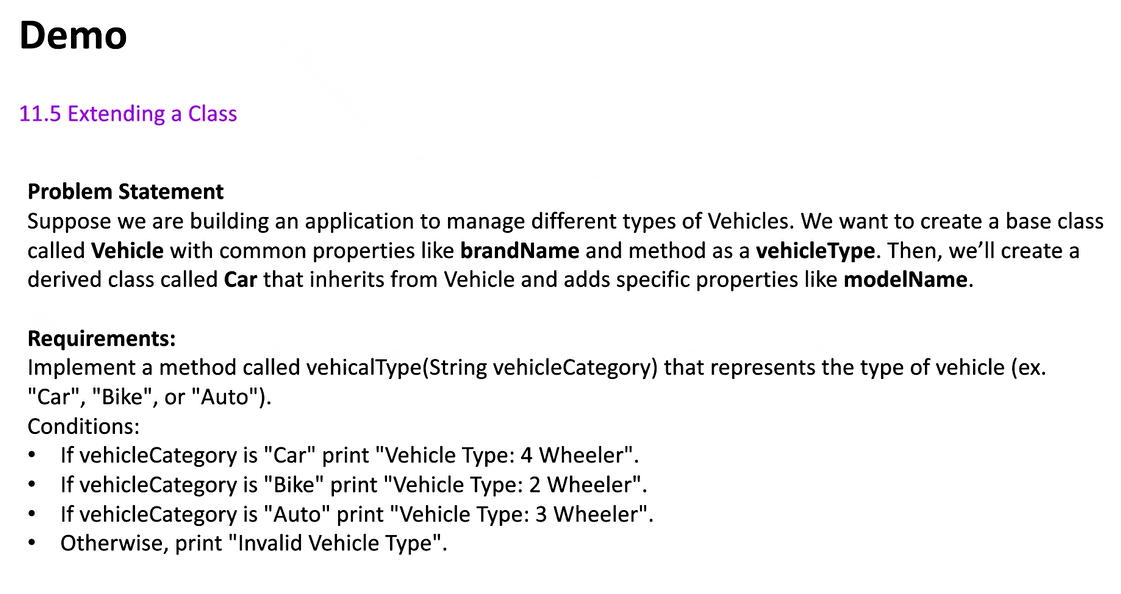 Demo
11.5 Extending a Class
Problem Statement
Suppose we are building an application to manage different types of Vehicles. We want to create a base class
called Vehicle with common properties like brandName and method as a vehicleType. Then, we’ll create a
derived class called Car that inherits from Vehicle and adds specific properties like modelName.
Requirements:
Implement a method called vehicalType(String vehicleCategory) that represents the type of vehicle (ex.
"Car", "Bike", or "Auto").
Conditions:
• If vehicleCategory is "Car" print "Vehicle Type: 4 Wheeler".
• If vehicleCategory is "Bike" print "Vehicle Type: 2 Wheeler".
• If vehicleCategory is "Auto" print "Vehicle Type: 3 Wheeler".
• Otherwise, print "Invalid Vehicle Type".